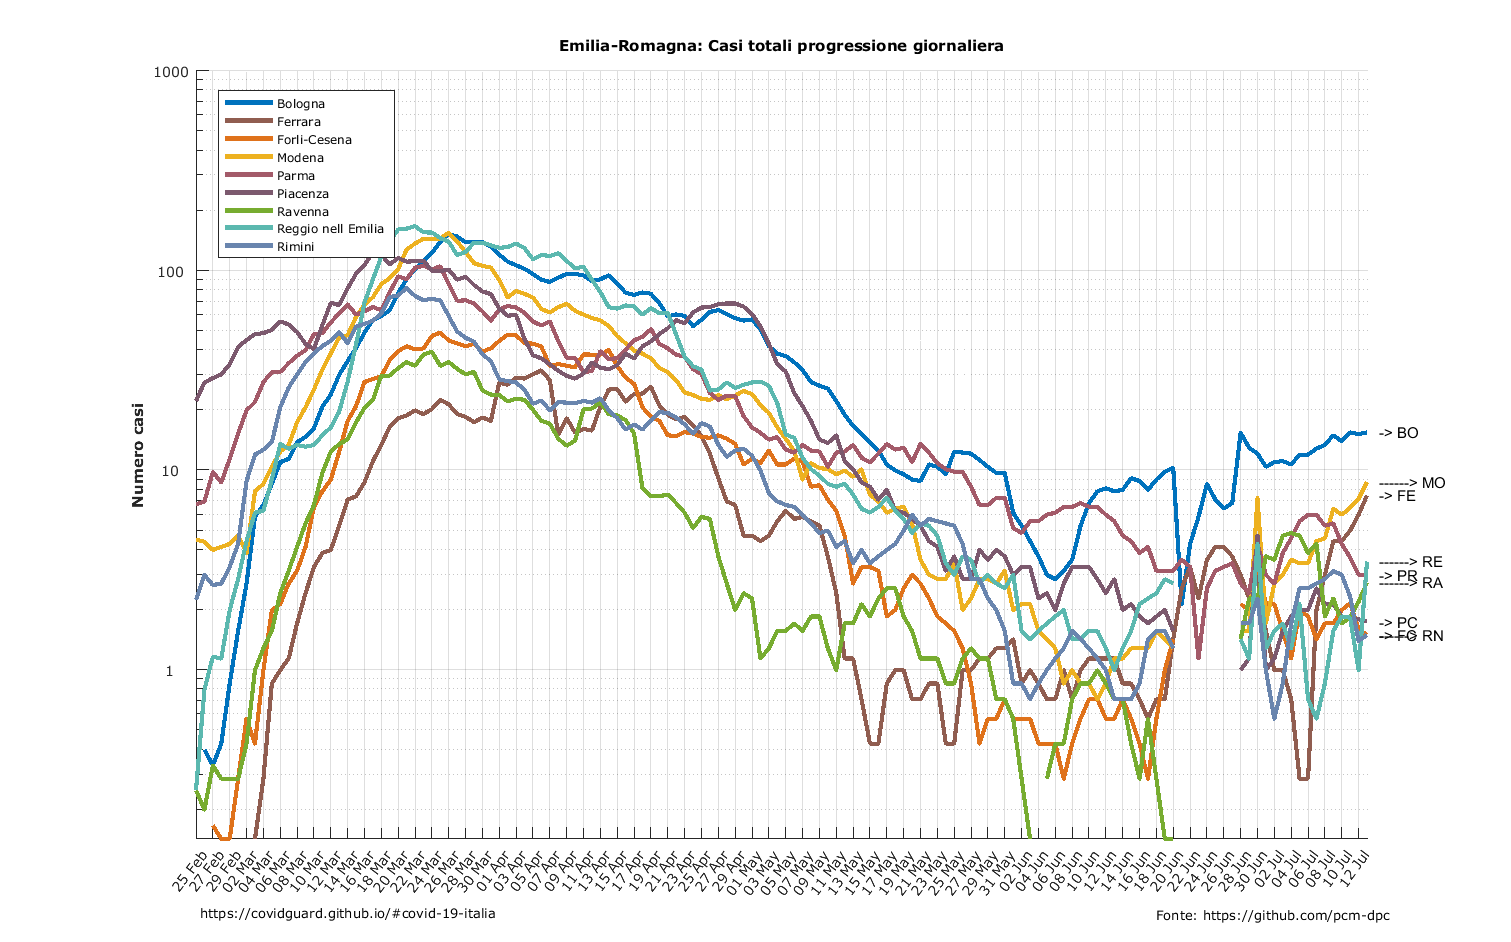 Emilia-Romagna: Casi totali progressione giornaliera
1000
100
10
1
Numero casi
Bologna
Ferrara
Forli-Cesena
Modena
Parma
Piacenza
Ravenna
Reggio nell Emilia
Rimini
-> BO
------> MO
-> FE
------> RE
-> PR
------> RA
-> PC
-> FC
------> RN
25 Feb
27 Feb
29 Feb
02 Mar
04 Mar
06 Mar
08 Mar
10 Mar
12 Mar
14 Mar
16 Mar
18 Mar
20 Mar
22 Mar
24 Mar
26 Mar
28 Mar
30 Mar
01 Apr
03 Apr
05 Apr
07 Apr
09 Apr
11 Apr
13 Apr
15 Apr
17 Apr
19 Apr
21 Apr
23 Apr
25 Apr
27 Apr
29 Apr
01 May
03 May
05 May
07 May
09 May
11 May
13 May
15 May
17 May
19 May
21 May
23 May
25 May
27 May
29 May
31 May
02 Jun
04 Jun
06 Jun
08 Jun
10 Jun
12 Jun
14 Jun
16 Jun
18 Jun
20 Jun
22 Jun
24 Jun
26 Jun
28 Jun
30 Jun
02 Jul
04 Jul
06 Jul
08 Jul
10 Jul
12 Jul
https://covidguard.github.io/#covid-19-italia
Fonte: https://github.com/pcm-dpc